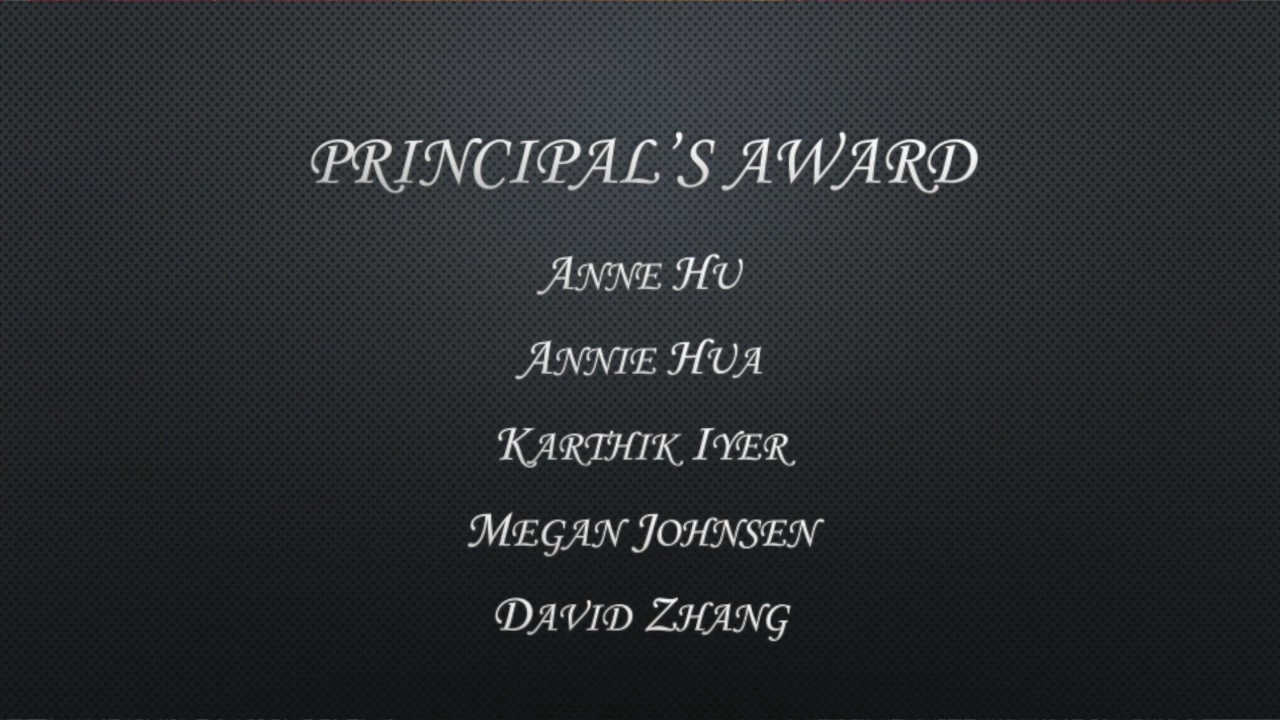 PRINCIPAL’S AWARD
ANNE HU
ANNIE HUA
KARTHIK IYER
MEGAN JOHNSEN
DAVID ZHANG